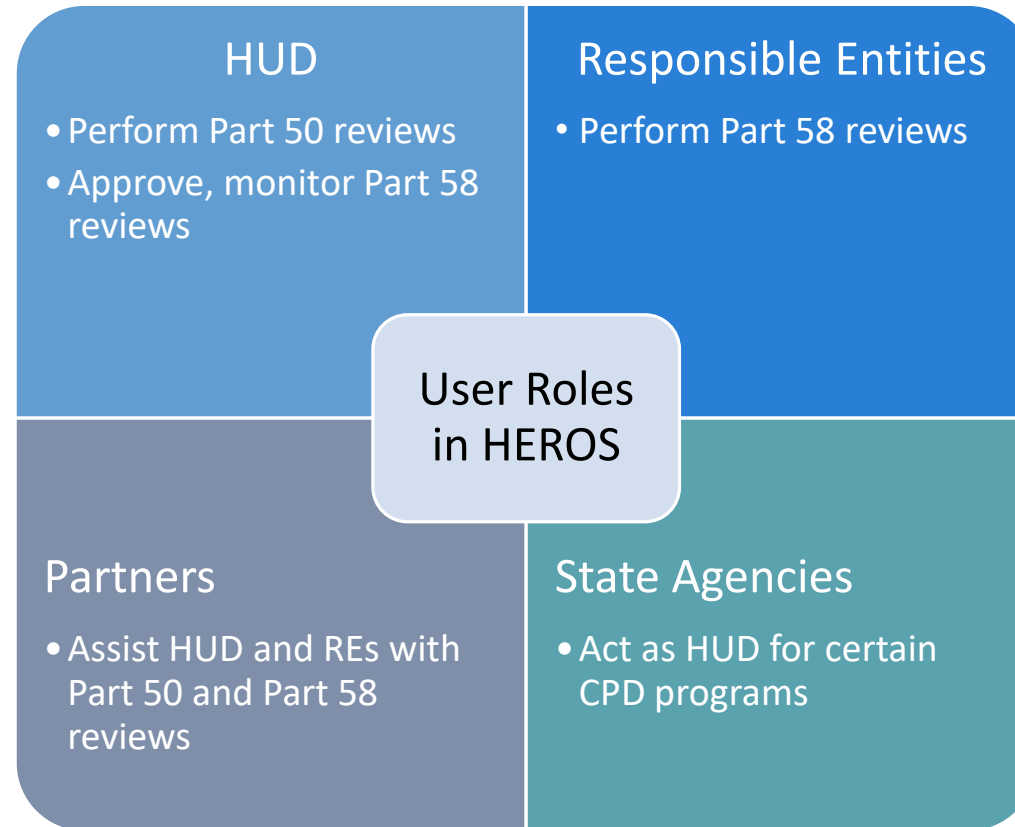 HUD
• Perform Part 50 reviews
• Approve, monitor Part 58
reviews
Responsible Entities
• Perform Part 58 reviews
User Roles
in HEROS
Partners
• Assist HUD and REs with
Part 50 and Part 58
reviews
State Agencies
• Act as HUD for certain
CPD programs